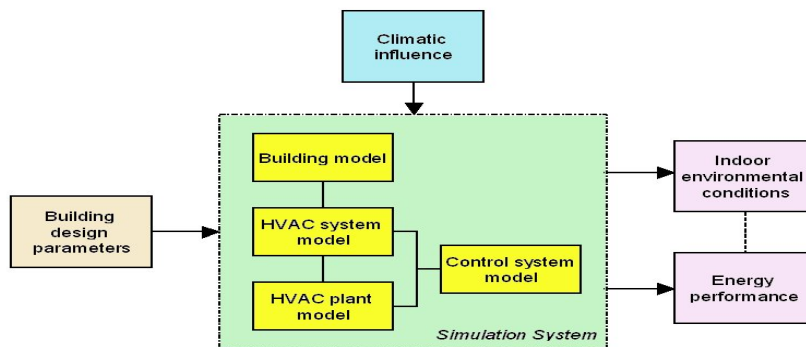 Climatic
influence
Building model
Indoor
environmental
conditions
Building
design
parameters
HVAC system
model
Control system
model
HVAC plant
model
Energy
performance
Simulation System